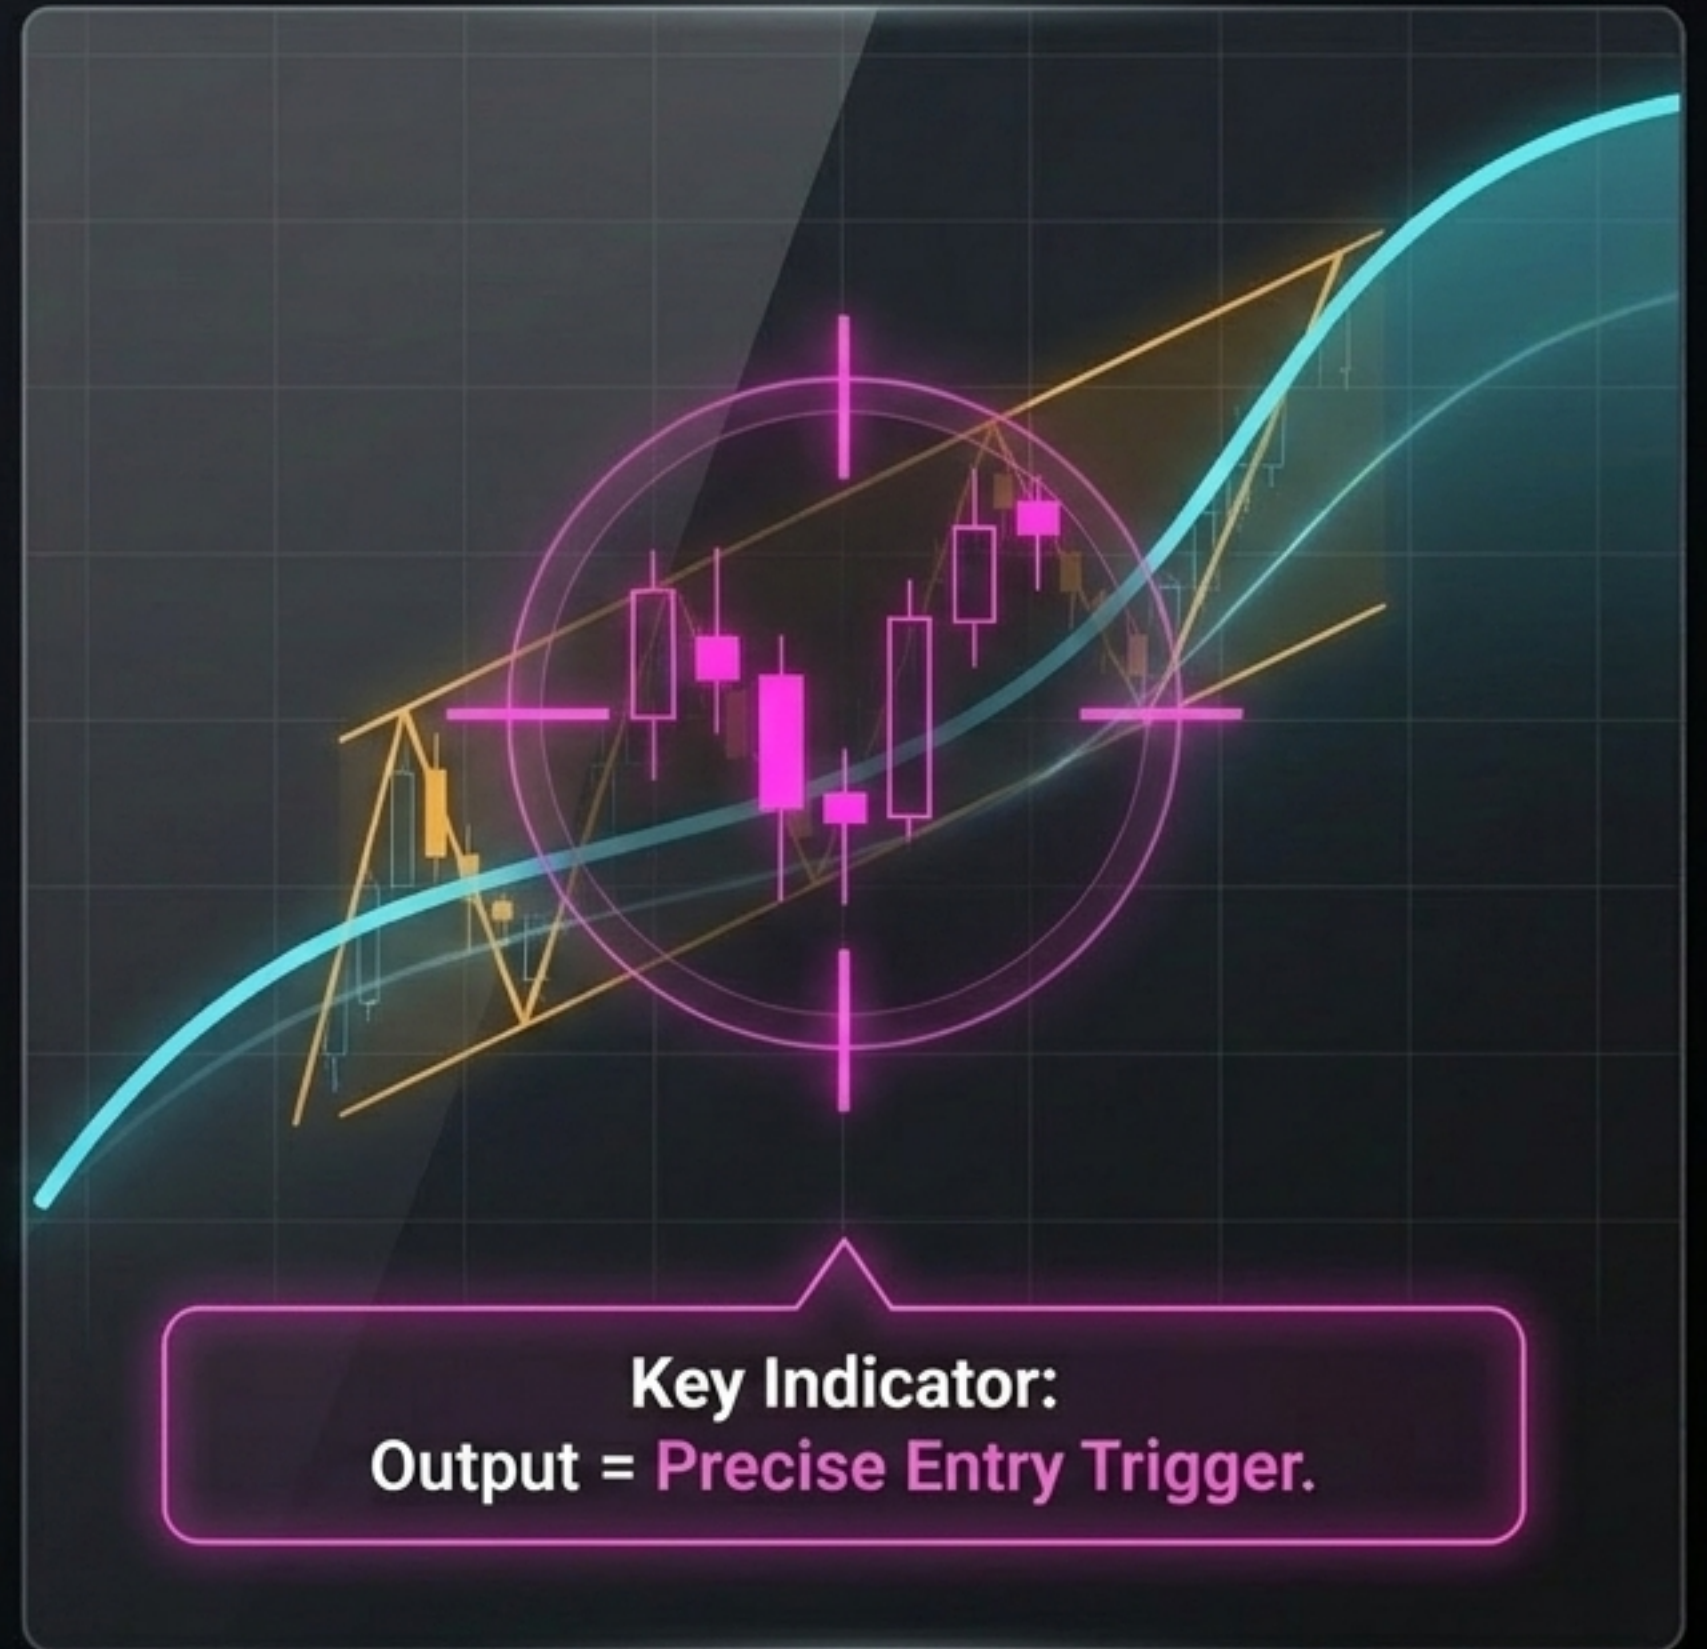 Key Indicator:
Output = Precise Entry Trigger.